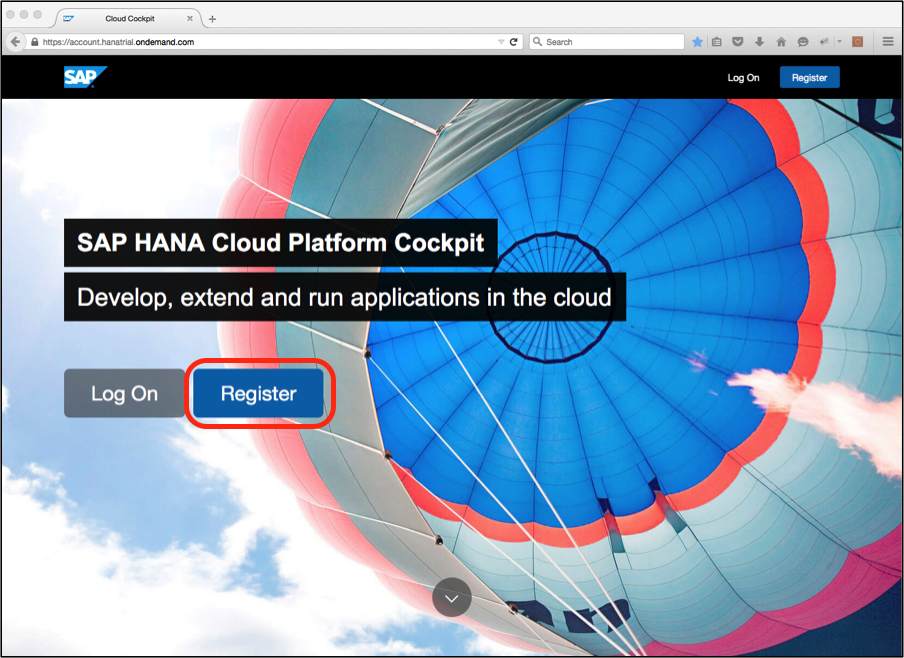 Cloud Cockpit
https://account.hanatrial.ondemand.com
Search
SAP
Log On
Register
SAP HANA Cloud Platform Cockpit
Develop, extend and run applications in the cloud
Log On
Register